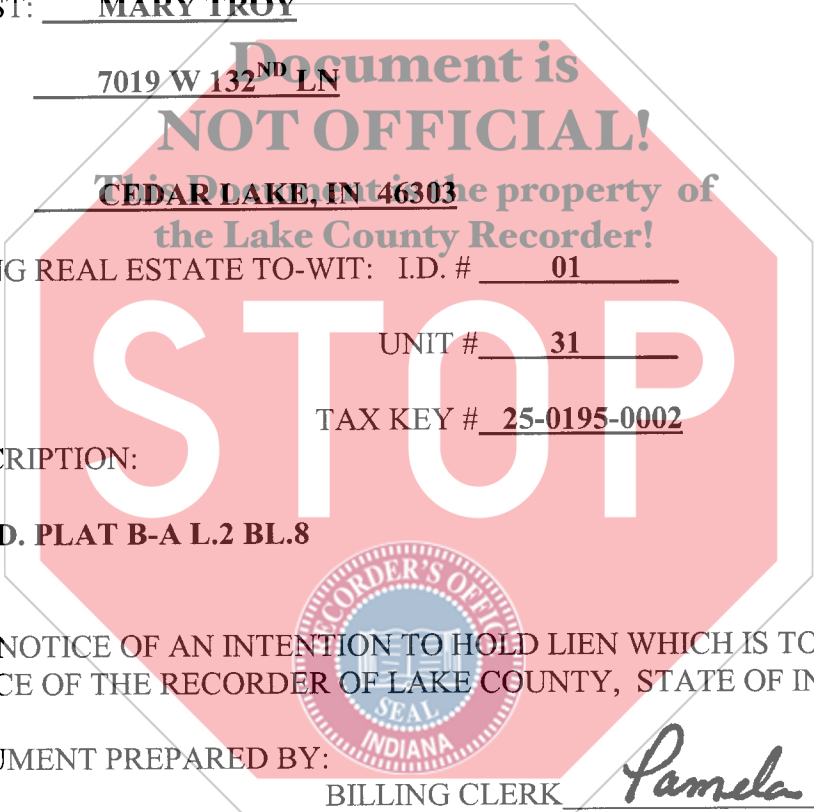 ST: MARY TROY
Document is
7019 W 132ND LN
NOT OFFICIAL!
This Document is the property of
CEDAR LAKE, IN 46303
the Lake County Recorder!
NG REAL ESTATE TO-WIT: I.D. # 01
STOP
UNIT # 31
TAX KEY # 25-0195-0002
CRIPTION:
D. PLAT B-A L.2 BL.8
RECORDER'S OFFICE
NOTICE OF AN INTENTION TO HOLD LIEN WHICH IS TO
CE OF THE RECORDER OF LAKE COUNTY, STATE OF IN
SEAL
INDIANA
UMENT PREPARED BY:
BILLING CLERK Pamela